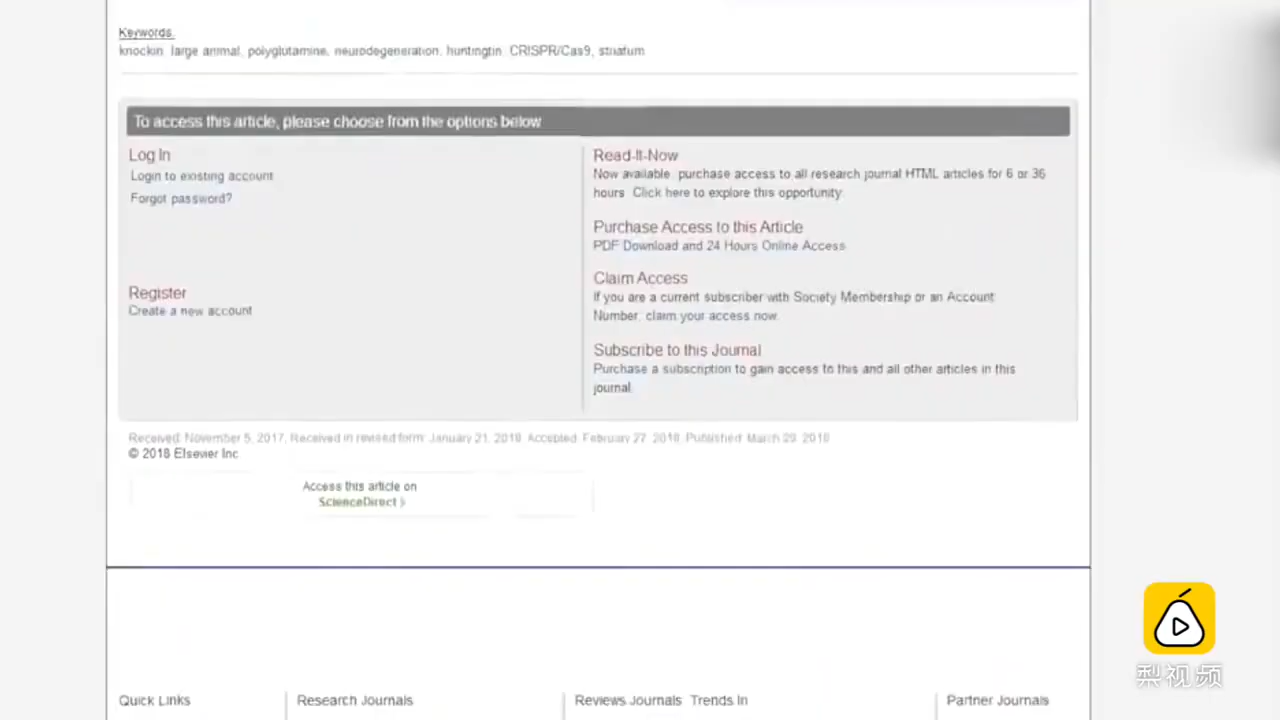 Keywords:
knockin, large animal, polyglutamine, neurodegeneration, huntingtin, CRISPR/Cas9, striatum
To access this article, please choose from the options below
Log In
Login to existing account
Forgot password?
Register
Create a new account
Read-It-Now
Now available: purchase access to all research journal HTML articles for 6 or 36
hours. Click here to explore this opportunity.
Purchase Access to this Article
PDF Download and 24 Hours Online Access
Claim Access
If you are a current subscriber with Society Membership or an Account
Number, claim your access now.
Subscribe to this Journal
Purchase a subscription to gain access to this and all other articles in this
journal.
Received: November 5, 2017; Received in revised form: January 21, 2018; Accepted: February 27, 2018; Published: March 29, 2018
© 2018 Elsevier Inc.
Access this article on
ScienceDirect
Quick Links
Research Journals
Reviews Journals Trends In
Partner Journals
梨视频